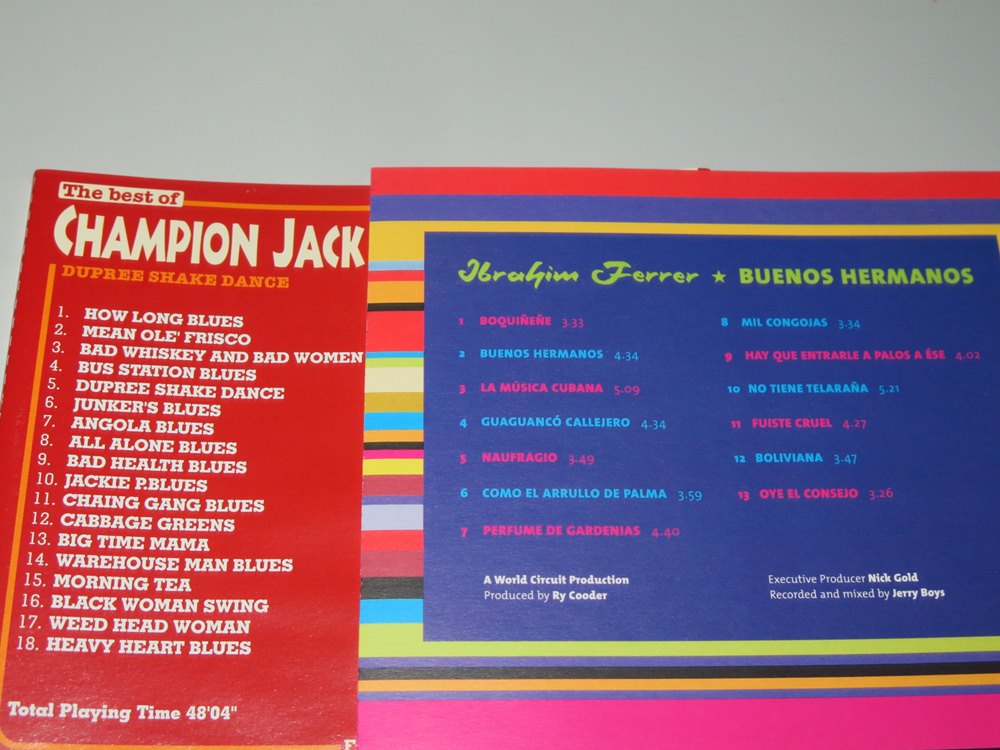 The best of
CHAMPION JACK
DUPREE SHAKE DANCE
1. HOW LONG BLUES
2. MEAN OLE' FRISCO
3. BAD WHISKEY AND BAD WOMEN
4. BUS STATION BLUES
5. DUPREE SHAKE DANCE
6. JUNKER'S BLUES
7. ANGOLA BLUES
8. ALL ALONE BLUES
9. BAD HEALTH BLUES
10. JACKIE P.BLUES
11. CHAING GANG BLUES
12. CABBAGE GREENS
13. BIG TIME MAMA
14. WAREHOUSE MAN BLUES
15. MORNING TEA
16. BLACK WOMAN SWING
17. WEED HEAD WOMAN
18. HEAVY HEART BLUES
Total Playing Time 48'04"
Ibrahim Ferrer ★ BUENOS HERMANOS
1 BOQUIÑEÑE 3.33
2 BUENOS HERMANOS 4.34
3 LA MÚSICA CUBANA 5.09
4 GUAGUANCÓ CALLEJERO 4.34
5 NAUFRAGIO 3.49
6 COMO EL ARRULLO DE PALMA 3.59
7 PERFUME DE GARDENIAS 4.40
8 MIL CONGOJAS 3.34
9 HAY QUE ENTRARLE A PALOS A ÉSE 4.02
10 NO TIENE TELARAÑA 5.21
11 FUISTE CRUEL 4.27
12 BOLIVIANA 3.47
13 OYE EL CONSEJO 3.26
A World Circuit Production
Produced by Ry Cooder
Executive Producer Nick Gold
Recorded and mixed by Jerry Boys